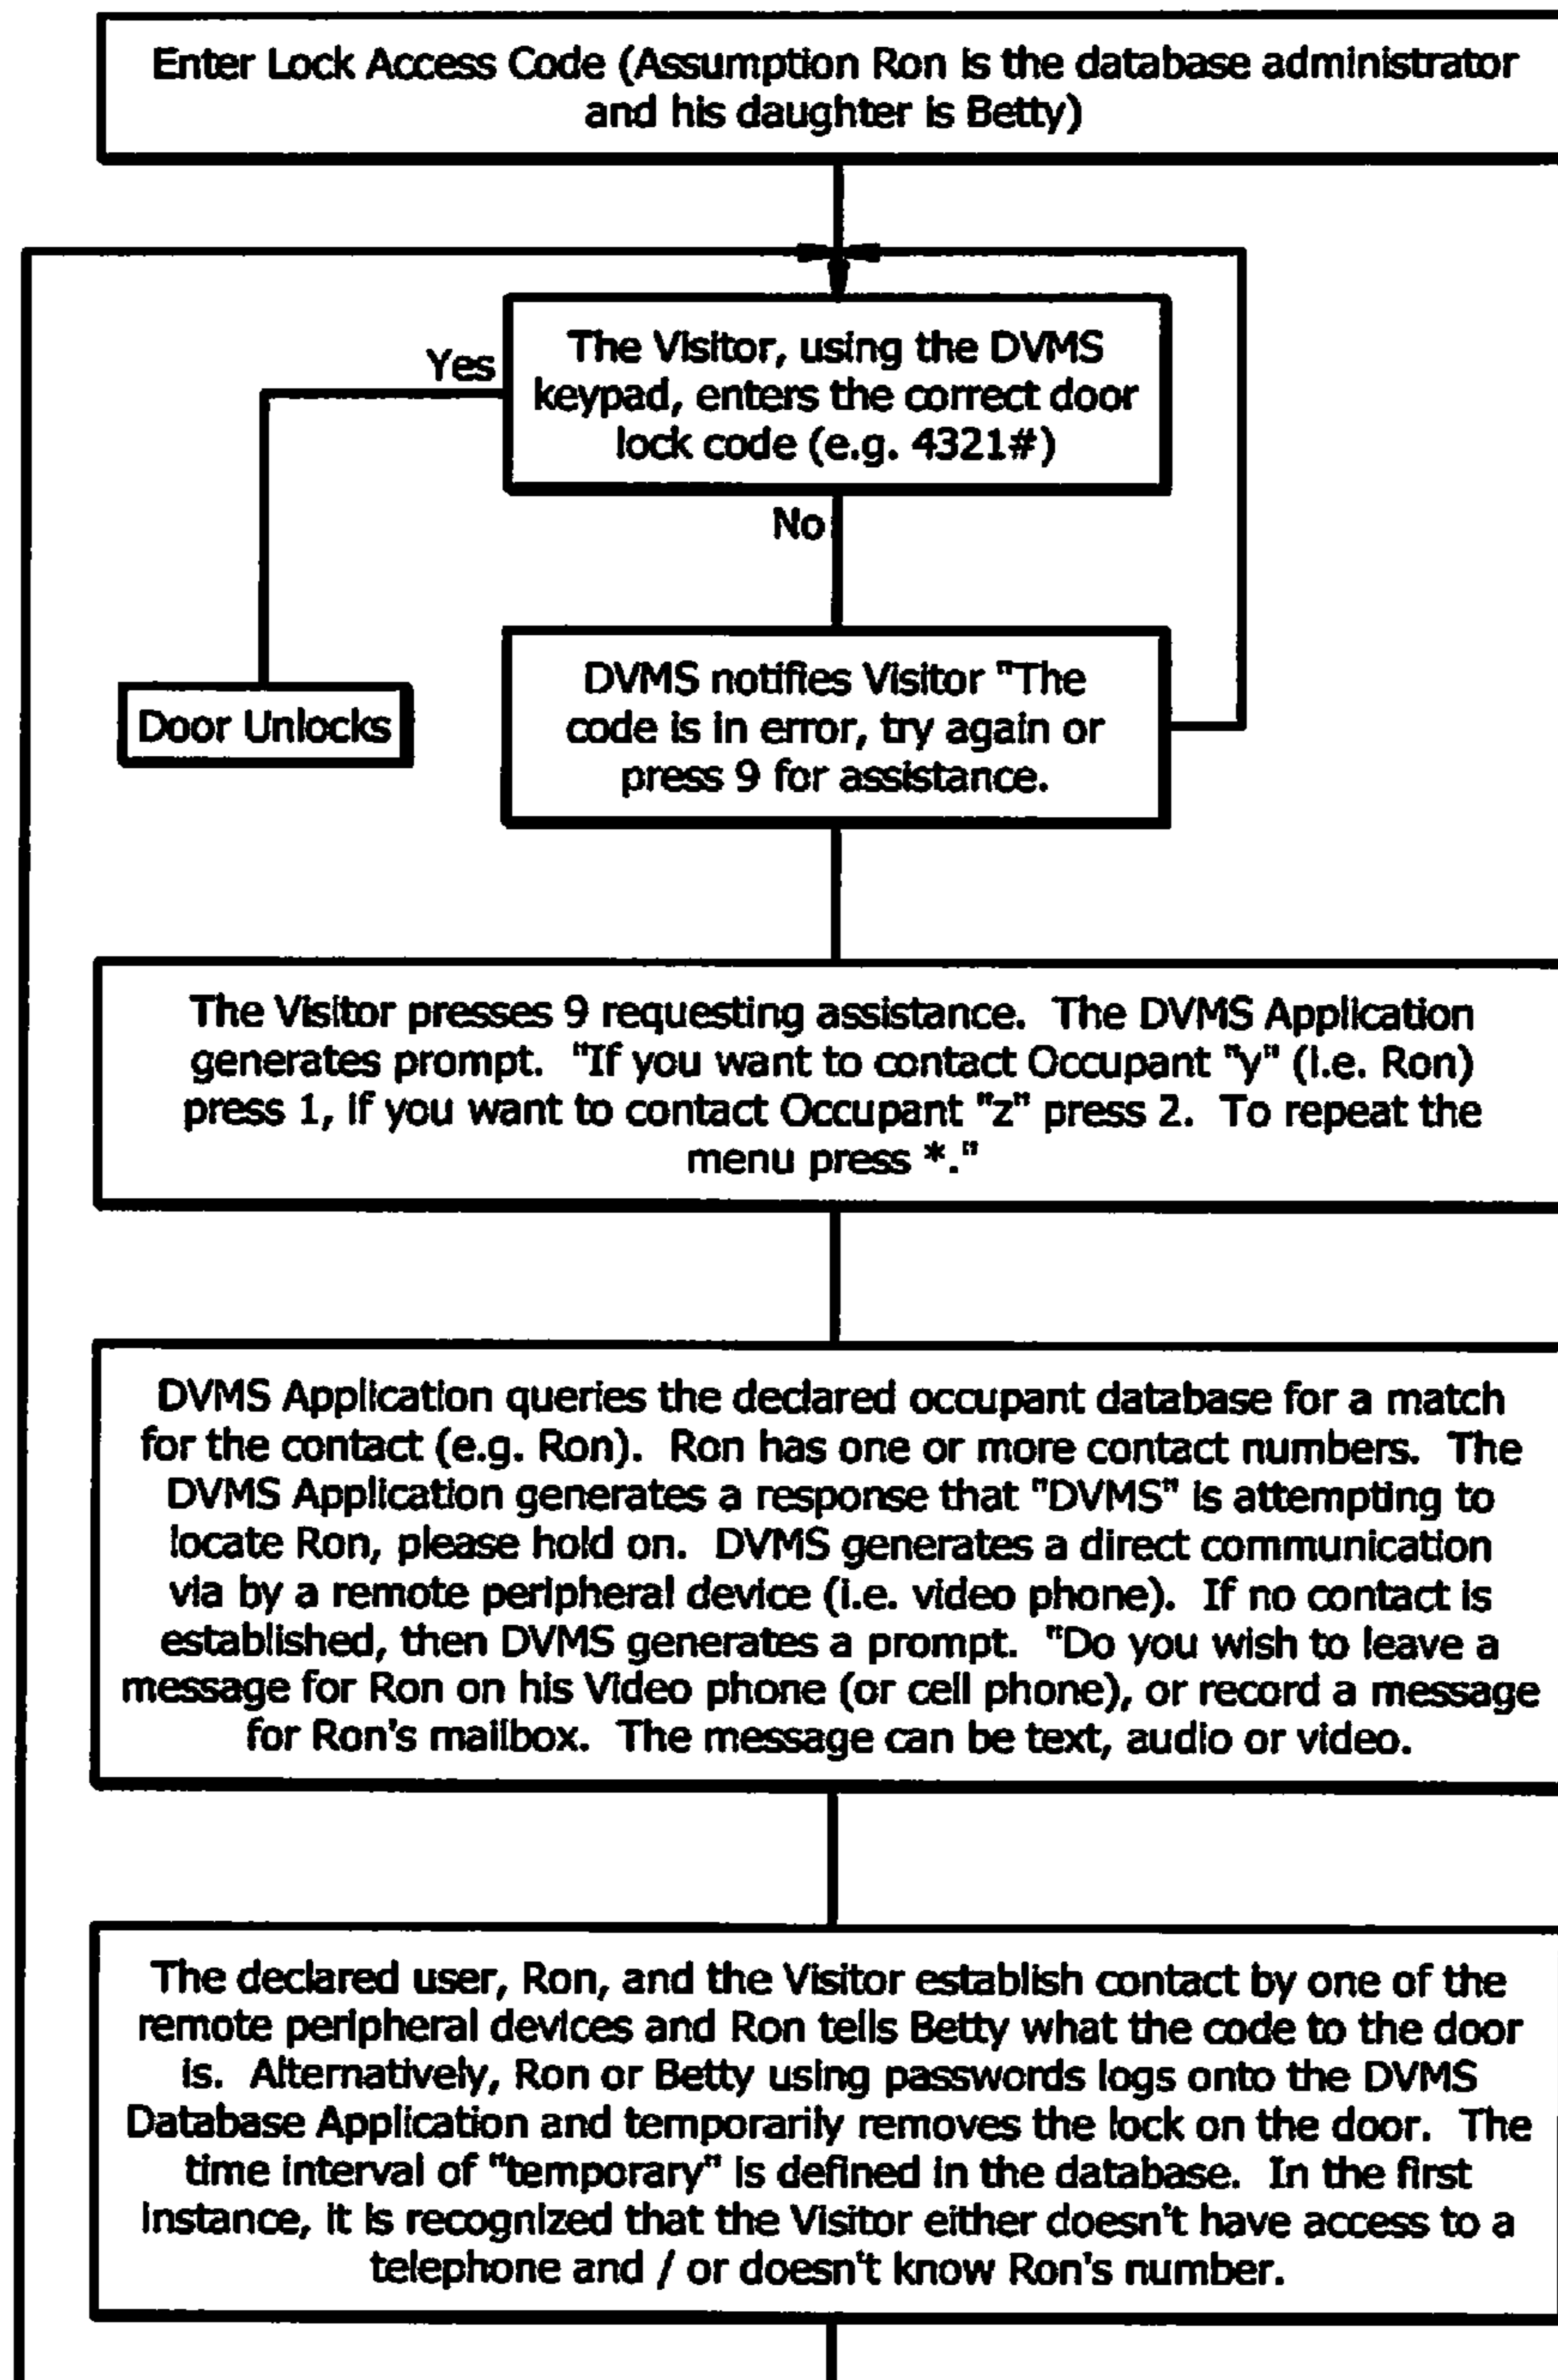 Enter Lock Access Code (Assumption Ron is the database administrator
and his daughter is Betty)
The Visitor, using the DVMS
keypad, enters the correct door
lock code (e.g. 4321#)
Yes
No
DVMS notifies Visitor "The
code is in error, try again or
press 9 for assistance.
Door Unlocks
The Visitor presses 9 requesting assistance. The DVMS Application
generates prompt. "If you want to contact Occupant "y" (i.e. Ron)
press 1, if you want to contact Occupant "z" press 2. To repeat the
menu press *."
DVMS Application queries the declared occupant database for a match
for the contact (e.g. Ron). Ron has one or more contact numbers. The
DVMS Application generates a response that "DVMS" is attempting to
locate Ron, please hold on. DVMS generates a direct communication
via by a remote peripheral device (i.e. video phone). If no contact is
established, then DVMS generates a prompt. "Do you wish to leave a
message for Ron on his Video phone (or cell phone), or record a message
for Ron's mailbox. The message can be text, audio or video.
The declared user, Ron, and the Visitor establish contact by one of the
remote peripheral devices and Ron tells Betty what the code to the door
is. Alternatively, Ron or Betty using passwords logs onto the DVMS
Database Application and temporarily removes the lock on the door. The
time interval of "temporary" is defined in the database. In the first
instance, it is recognized that the Visitor either doesn't have access to a
telephone and / or doesn't know Ron's number.